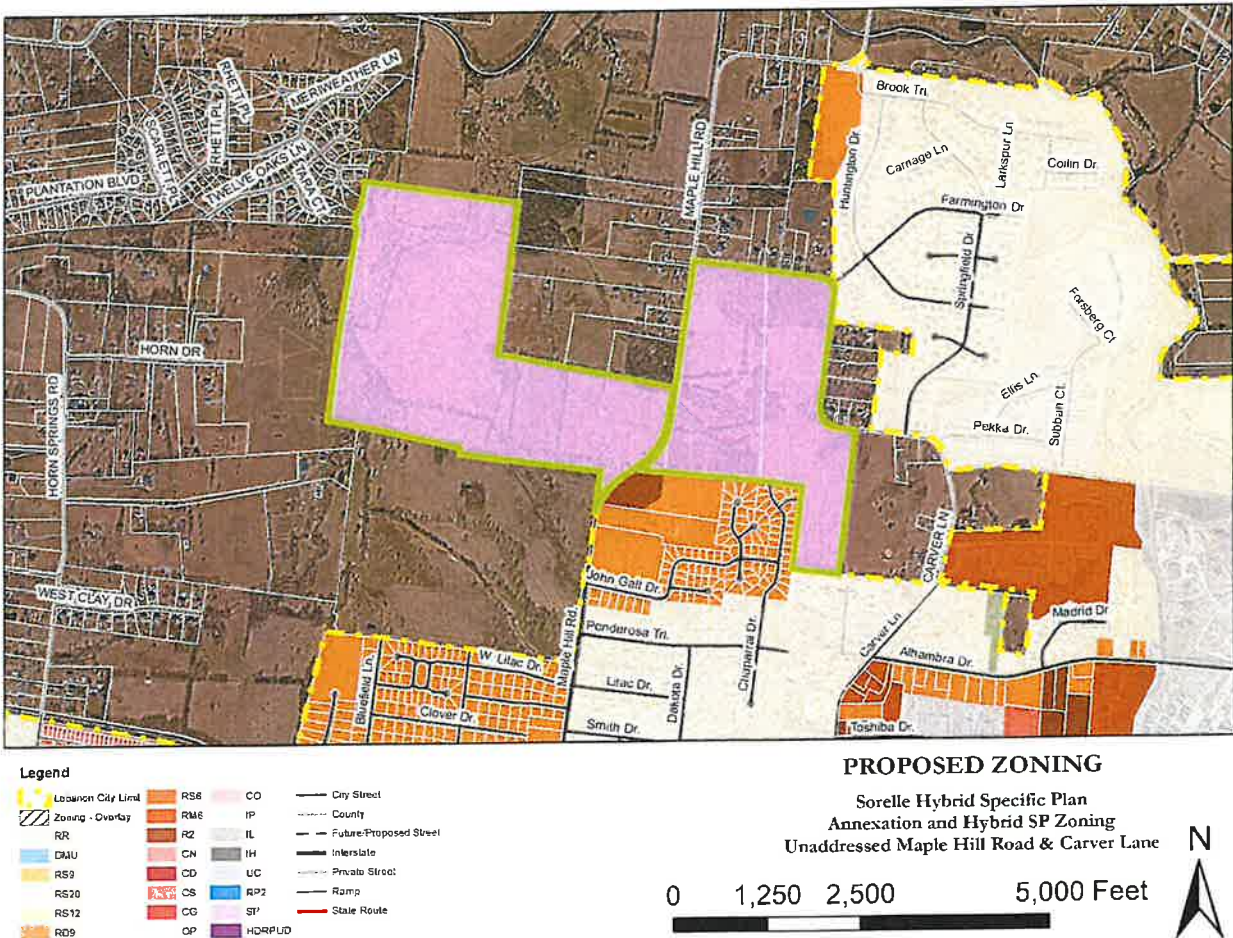 RHETT PL
MERIWEATHER LN
RHETT PL
SCARLETT PL
PLANTATION BLVD
TWELVE OAKS LN
TARA CT
MAPLE HILL RD
Brook Trl.
Huntington Dr
Carnage Ln
Larkspur Ln
Collin Dr.
Farmington Dr
Springfield Dr.
Forsberg Ct
HORN DR
HORN SPRINGS RD
Ellis Ln.
Pekka Dr.
Subban Ct.
CARVER LN
WEST CLAY DR
John Galt Dr.
Maple Hill Rd
Ponderosa Trl.
Chaparral Dr.
Carver Ln
Madrid Dr
Alhambra Dr.
W. Lilac Dr.
Bluefield Ln.
Lilac Dr.
Dakota Dr
Clover Dr.
Smith Dr.
Toshiba Dr.
Legend
Lebanon City Limit
Zoning - Overlay
RR
DMU
RS9
RS20
RS12
RD9
RS6
RM6
R2
CN
CD
CS
CG
OP
CO
IP
IL
IH
UC
RP2
SP
HDRPUD
City Street
County
Future/Proposed Street
Interstate
Private Street
Ramp
State Route
PROPOSED ZONING
Sorelle Hybrid Specific Plan
Annexation and Hybrid SP Zoning
Unaddressed Maple Hill Road & Carver Lane
N
0 1,250 2,500 5,000 Feet